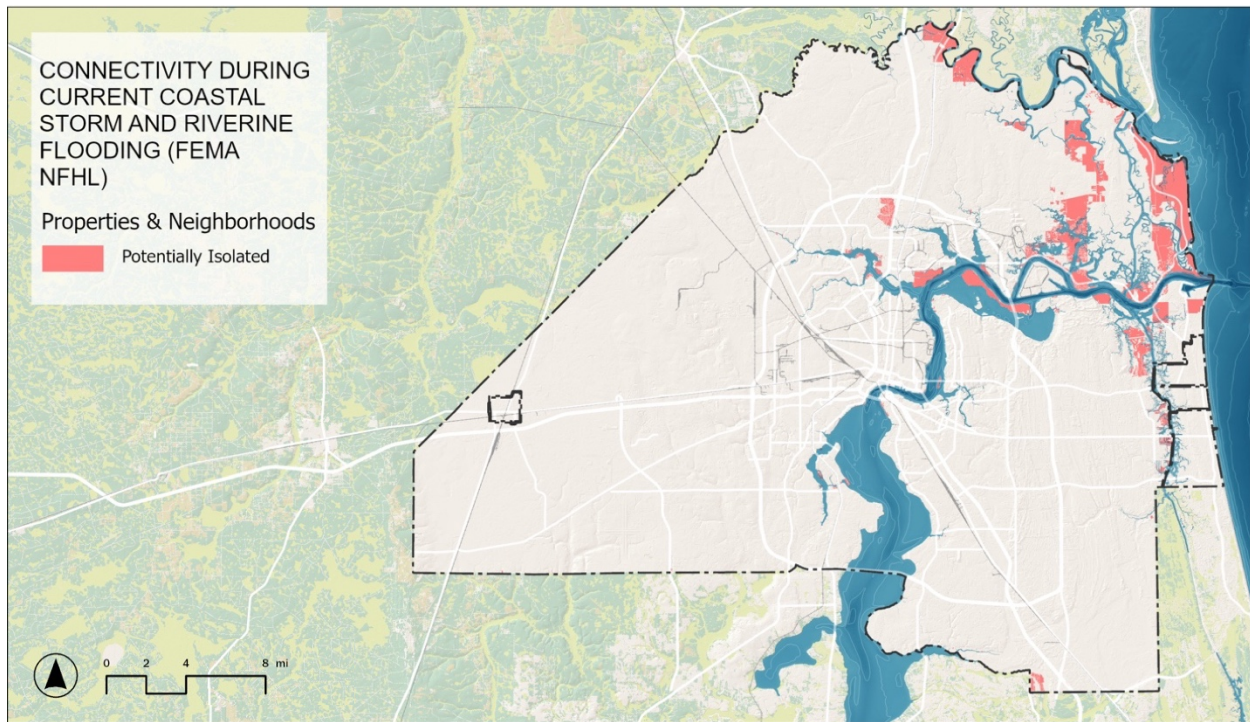 CONNECTIVITY DURING
CURRENT COASTAL
STORM AND RIVERINE
FLOODING (FEMA
NFHL)
Properties & Neighborhoods
Potentially Isolated
0 2 4 8 mi